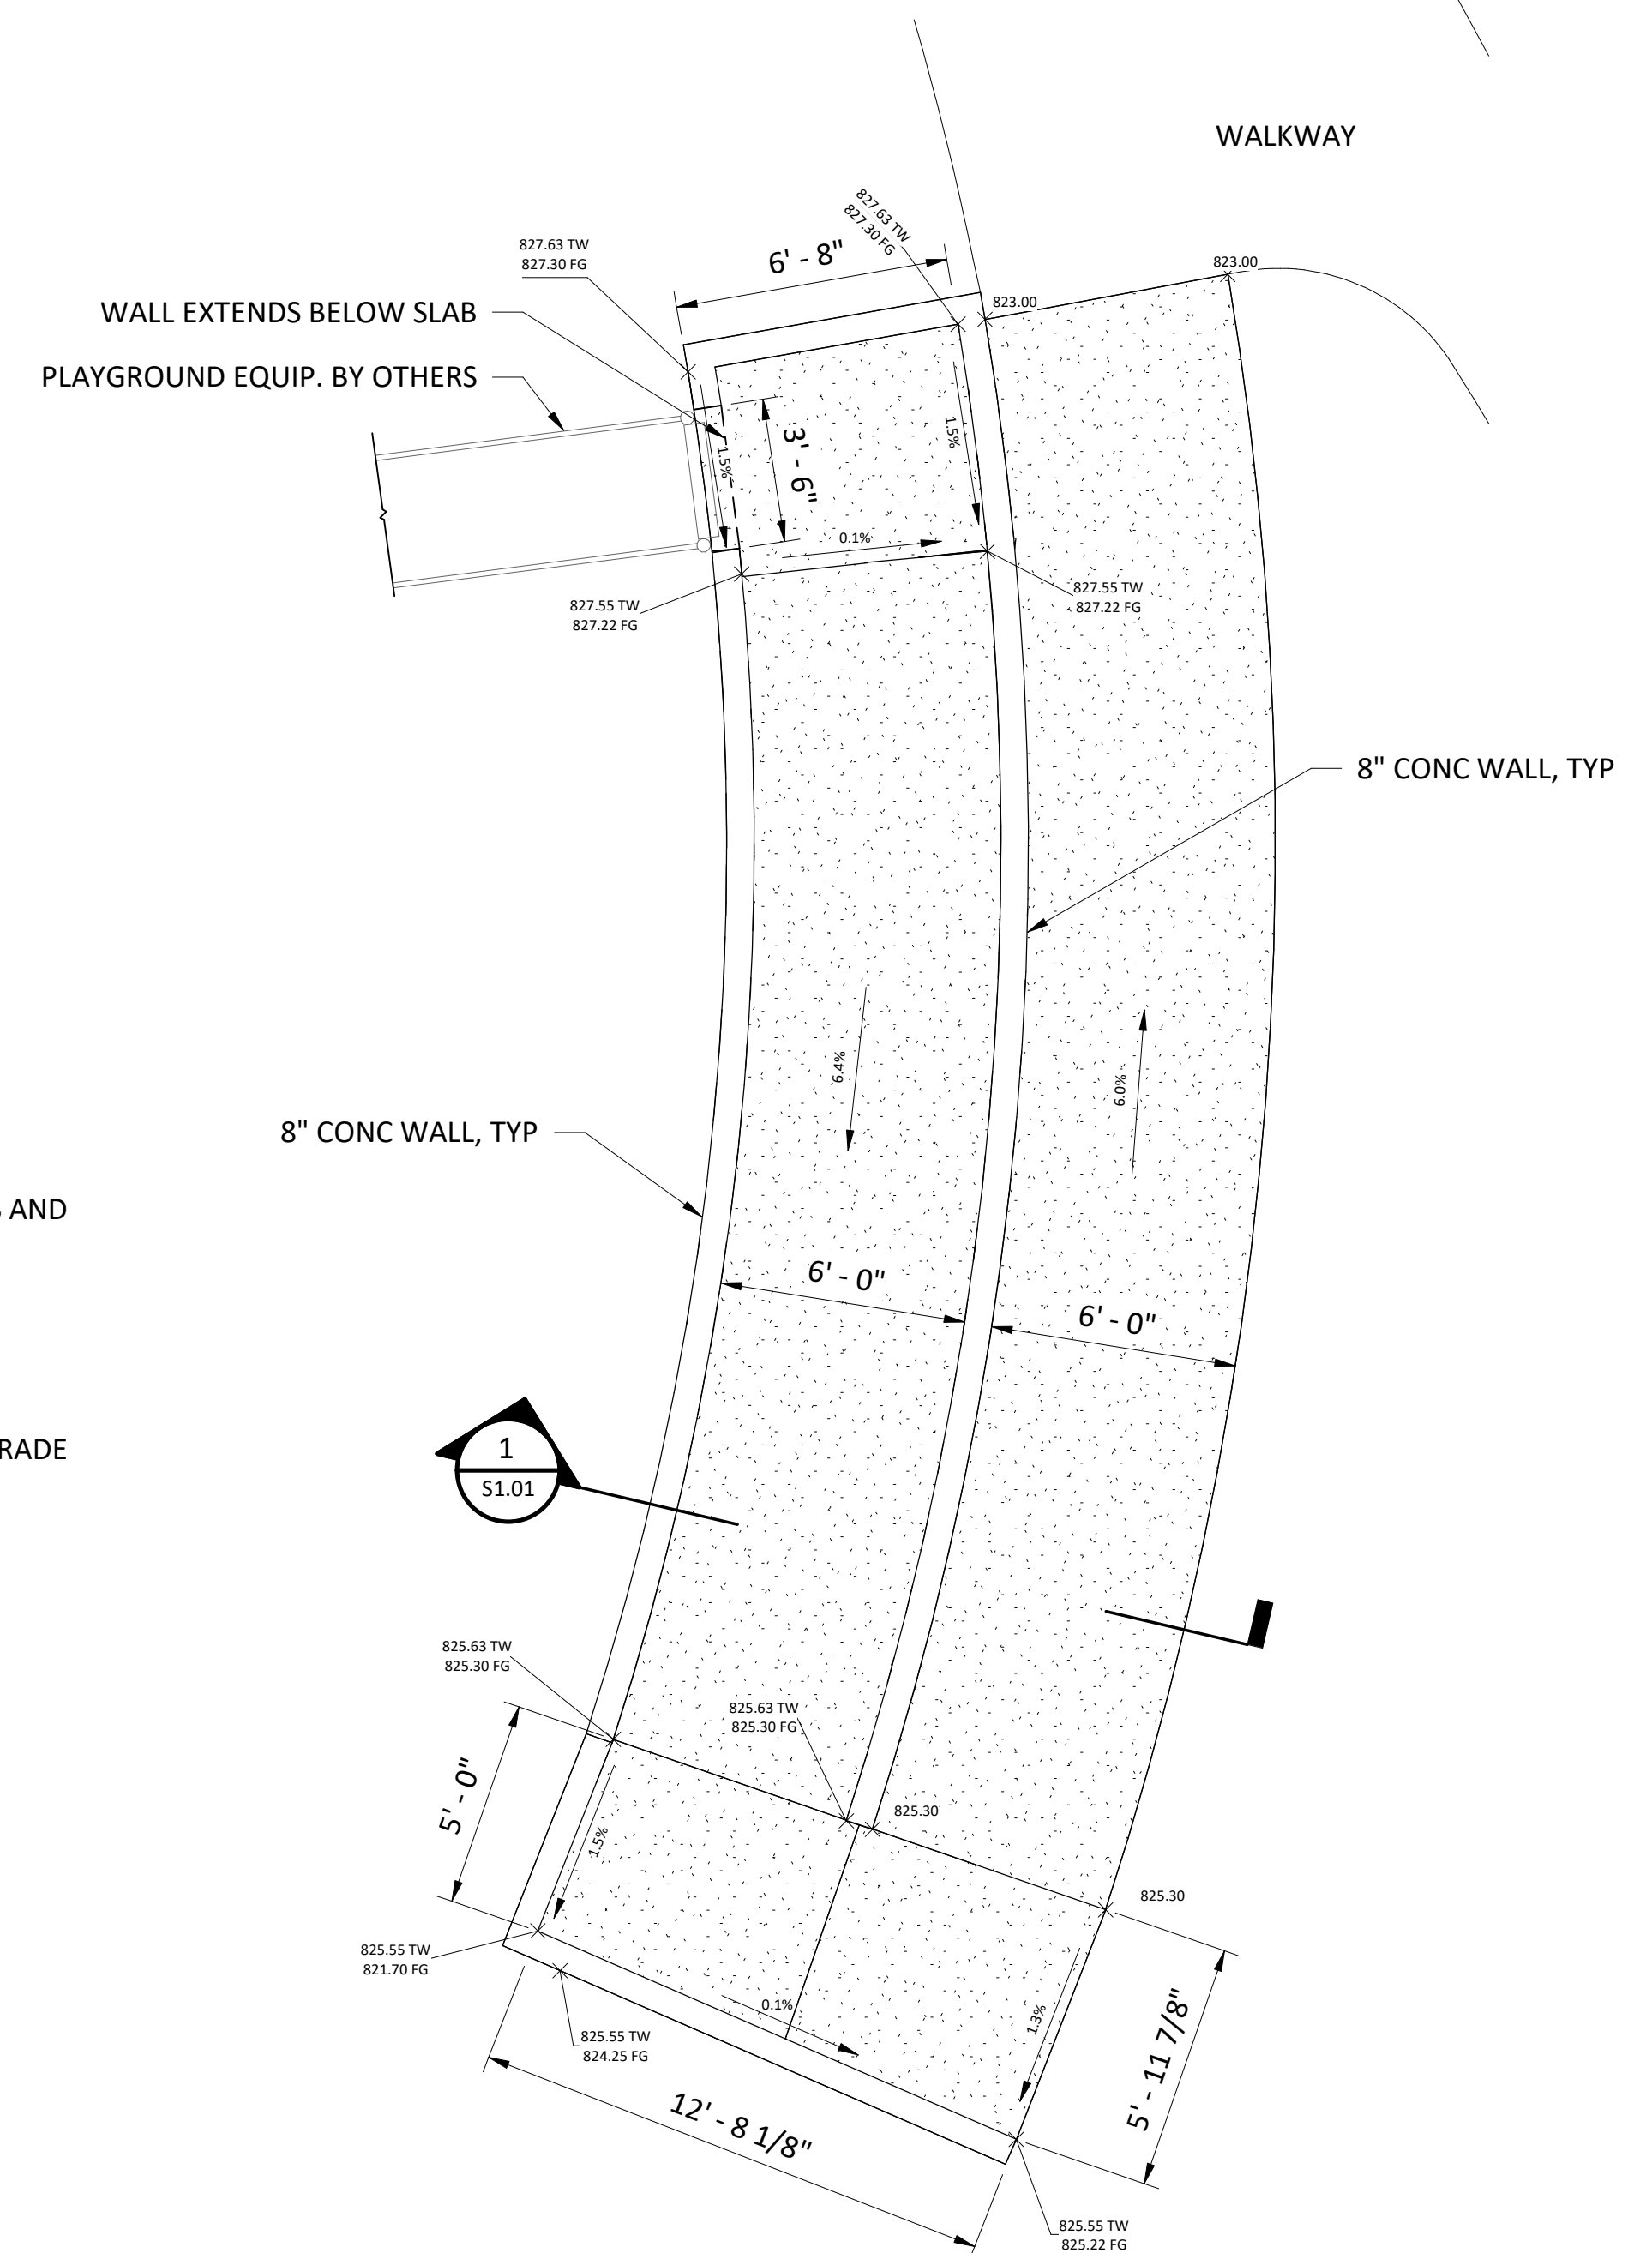 WALKWAY
827.63 TW
827.30 FG
827.63 TW
827.30 FG
6' - 8"
823.00
823.00
WALL EXTENDS BELOW SLAB
PLAYGROUND EQUIP. BY OTHERS
1.5%
1.5%
3' - 6"
0.1%
827.55 TW
827.22 FG
827.55 TW
827.22 FG
8" CONC WALL, TYP
6.4%
6.0%
8" CONC WALL, TYP
AND
6' - 0"
6' - 0"
1
S1.01
RADE
825.63 TW
825.30 FG
825.63 TW
825.30 FG
5' - 0"
825.30
1.5%
825.30
825.55 TW
821.70 FG
0.1%
1.3%
825.55 TW
824.25 FG
5' - 11 7/8"
12' - 8 1/8"
825.55 TW
825.22 FG